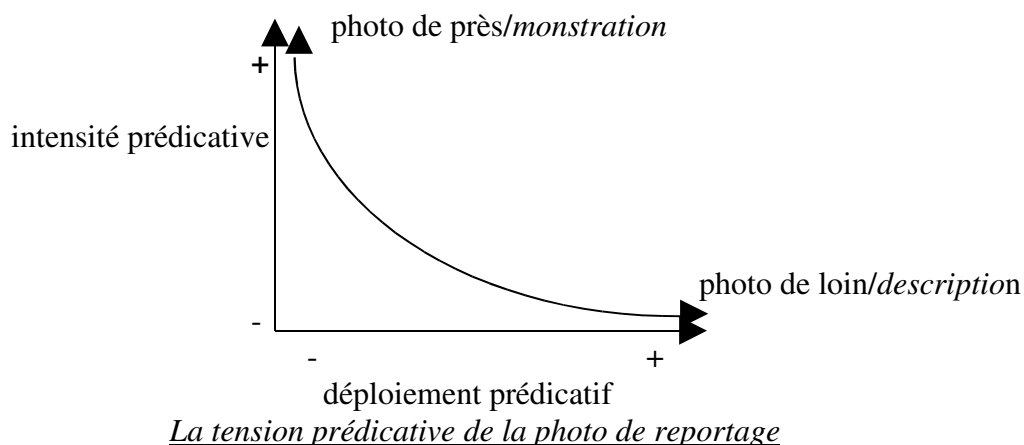 photo de près/monstration
+
intensité prédicative
photo de loin/description
-
- +
déploiement prédicatif
La tension prédicative de la photo de reportage